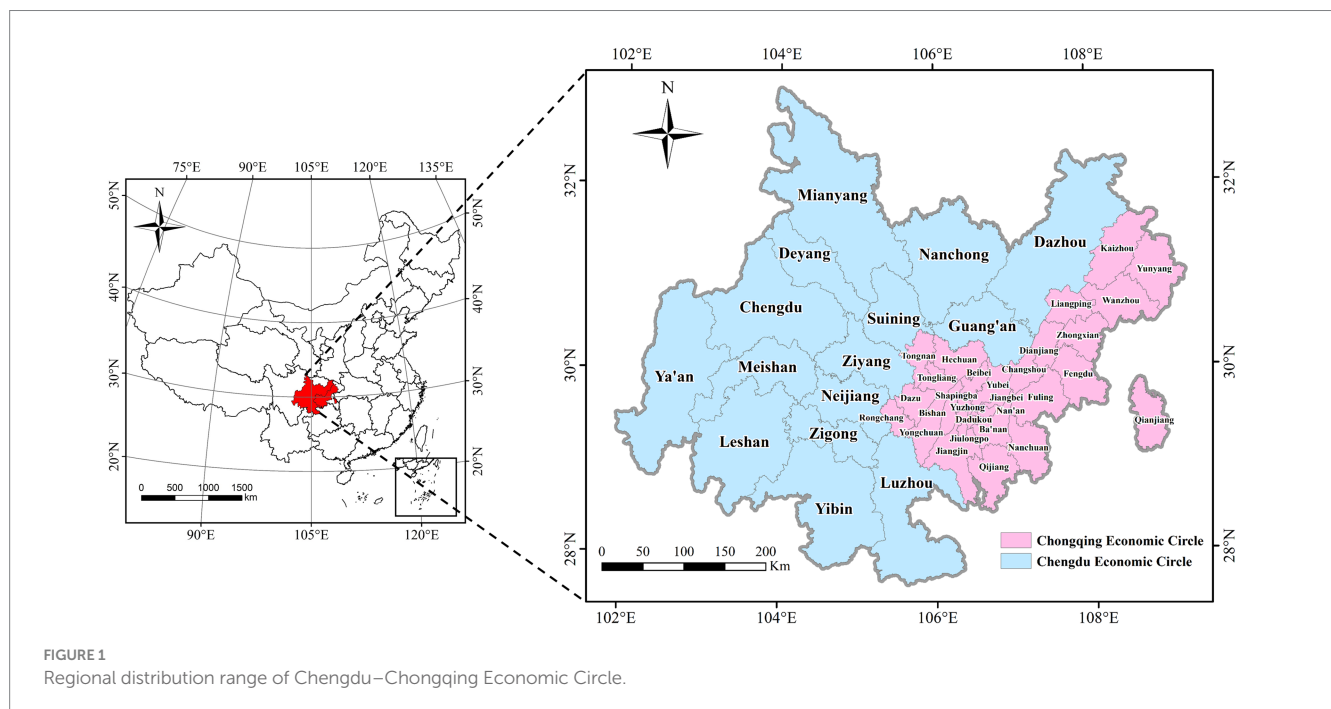 75°E 90°E 105°E 120°E 135°E
N
50°N
40°N
30°N
20°N
50°N
40°N
30°N
20°N
0 500 1000 1500
km
90°E 105°E 120°E
102°E 104°E 106°E 108°E
N
32°N
30°N
28°N
32°N
30°N
28°N
Mianyang
Deyang
Nanchong
Dazhou
Kaizhou
Yunyang
Chengdu
Liangping
Wanzhou
Suining
Guang'an
Zhongxian
Ziyang
Tongnan
Hechuan
Dianjiang
Ya'an
Meishan
Tongliang
Beibei
Changshou
Fengdu
Yubei
Neijiang
Dazu
Shapingba
Jiangbei
Fuling
Rongchang
Bishan
Yuzhong
Nan'an
Qianjiang
Dadukou
Leshan
Zigong
Yongchuan
Ba'nan
Jiulongpo
Jiangjin
Nanchuan
Qijiang
Luzhou
Yibin
0 50 100 150 200
Km
Chongqing Economic Circle
Chengdu Economic Circle
102°E 104°E 106°E 108°E
FIGURE 1
Regional distribution range of Chengdu–Chongqing Economic Circle.